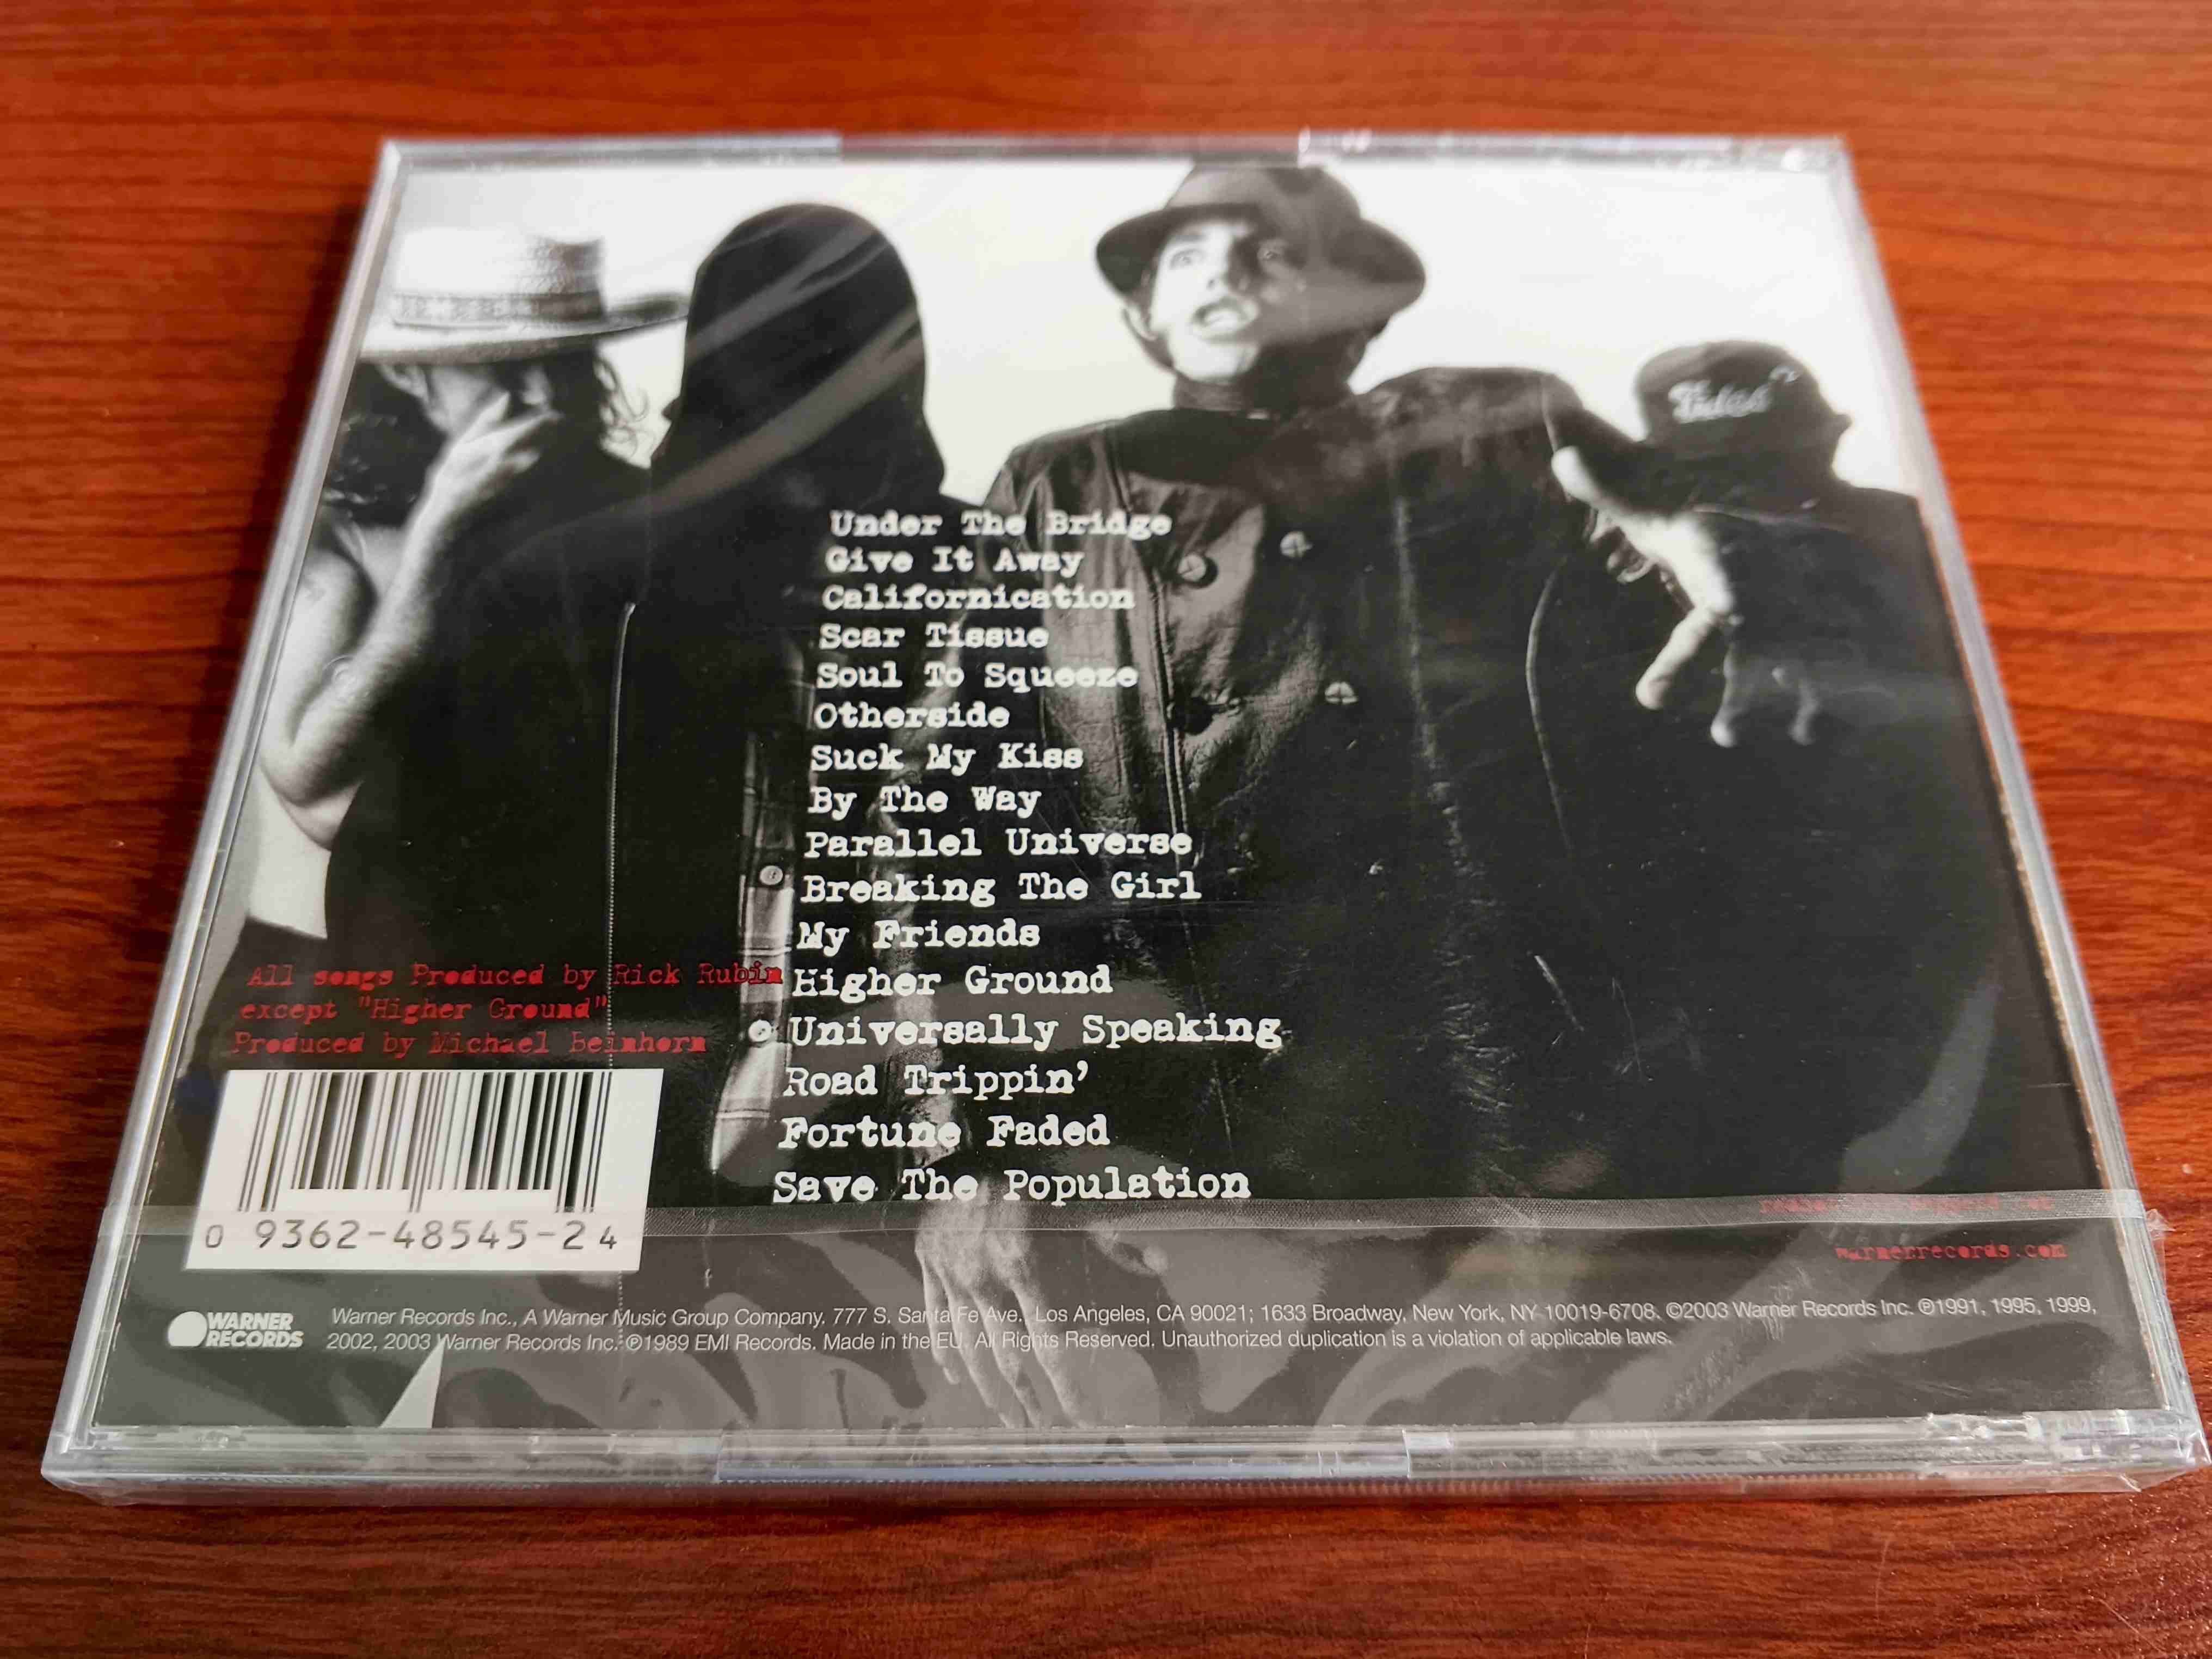 Under The Bridge
Give It Away
Californication
Scar Tissue
Soul To Squeeze
Otherside
Suck My Kiss
By The Way
Parallel Universe
Breaking The Girl
My Friends
Higher Ground
Universally Speaking
Road Trippin'
Fortune Faded
Save The Population
All songs Produced by Rick Rubin
except "Higher Ground"
Produced by Michael Beinhorn
0 9362-48545-2 4
warnerrecords.com
WARNER
RECORDS
Warner Records Inc., A Warner Music Group Company. 777 S. Santa Fe Ave., Los Angeles, CA 90021; 1633 Broadway, New York, NY 10019-6708. ©2003 Warner Records Inc. ℗1991, 1995, 1999,
2002, 2003 Warner Records Inc. ℗1989 EMI Records. Made in the EU. All Rights Reserved. Unauthorized duplication is a violation of applicable laws.